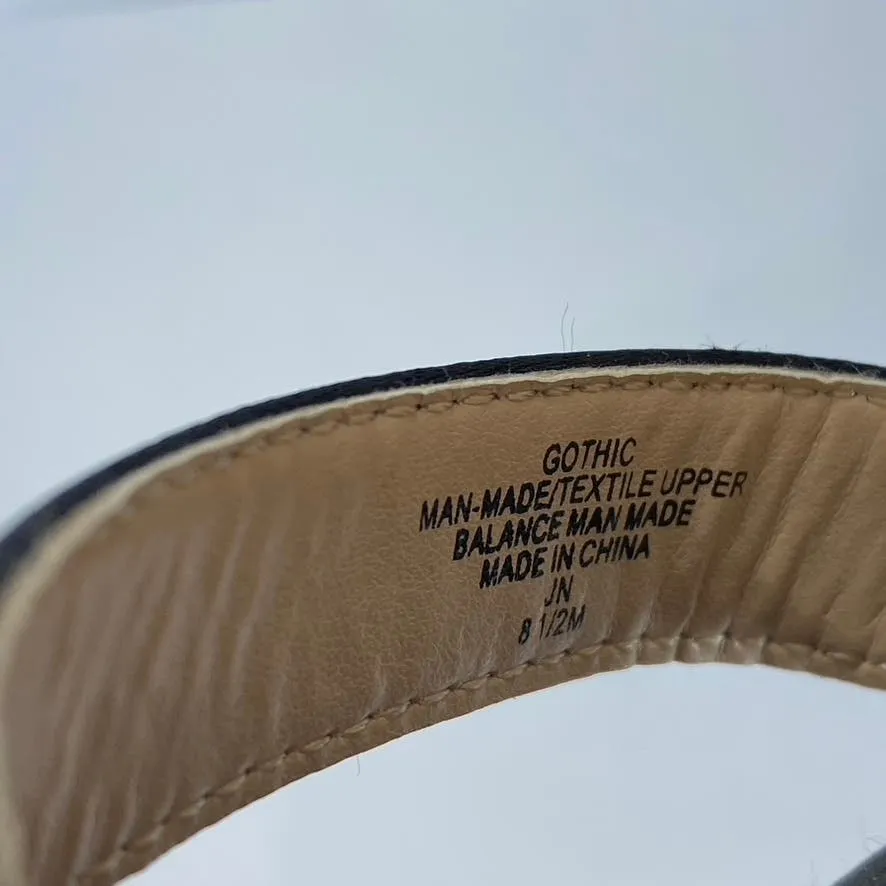 GOTHIC
MAN-MADE/TEXTILE UPPER
BALANCE MAN MADE
MADE IN CHINA
JN
8 1/2M